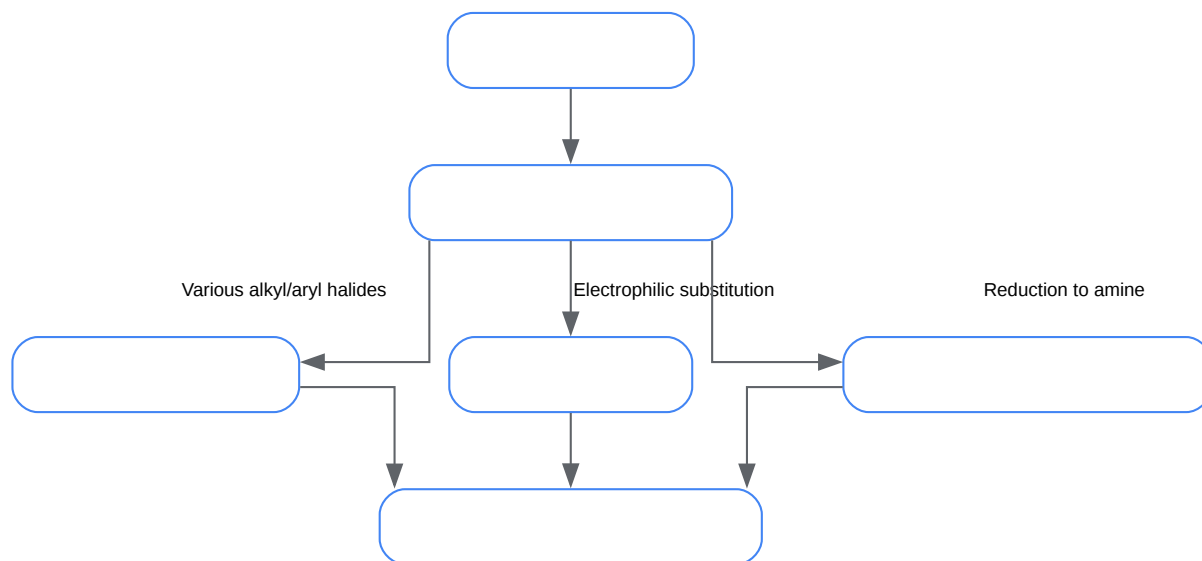 Various alkyl/aryl halides
Electrophilic substitution
Reduction to amine